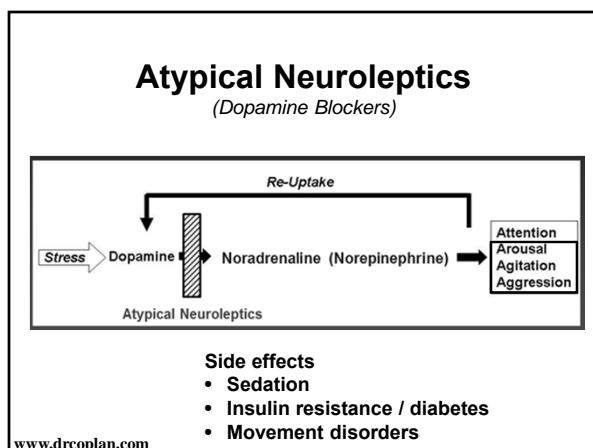 Atypical Neuroleptics
(Dopamine Blockers)
Re-Uptake
Stress
Dopamine
Noradrenaline (Norepinephrine)
Attention
Arousal
Agitation
Aggression
Atypical Neuroleptics
Side effects
• Sedation
• Insulin resistance / diabetes
• Movement disorders
www.drcoplan.com